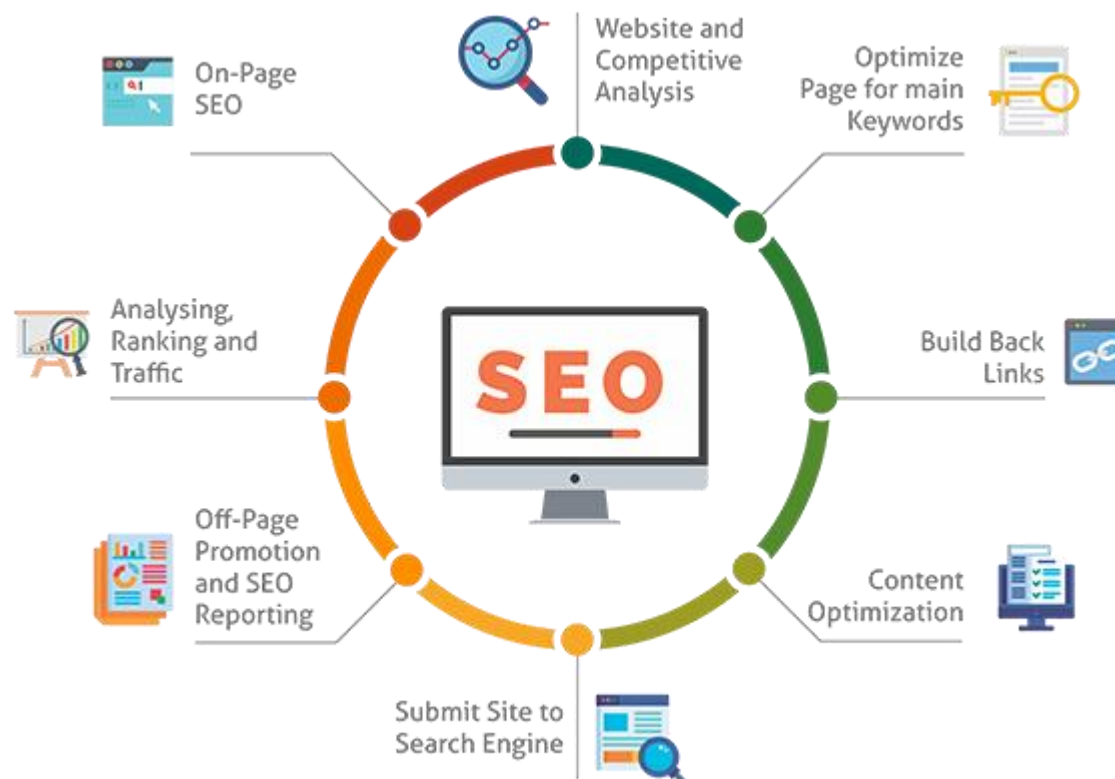 Website and
Competitive
Analysis
Optimize
Page for main
Keywords
Build Back
Links
Content
Optimization
Submit Site to
Search Engine
Off-Page
Promotion
and SEO
Reporting
Analysing,
Ranking and
Traffic
On-Page
SEO
SEO